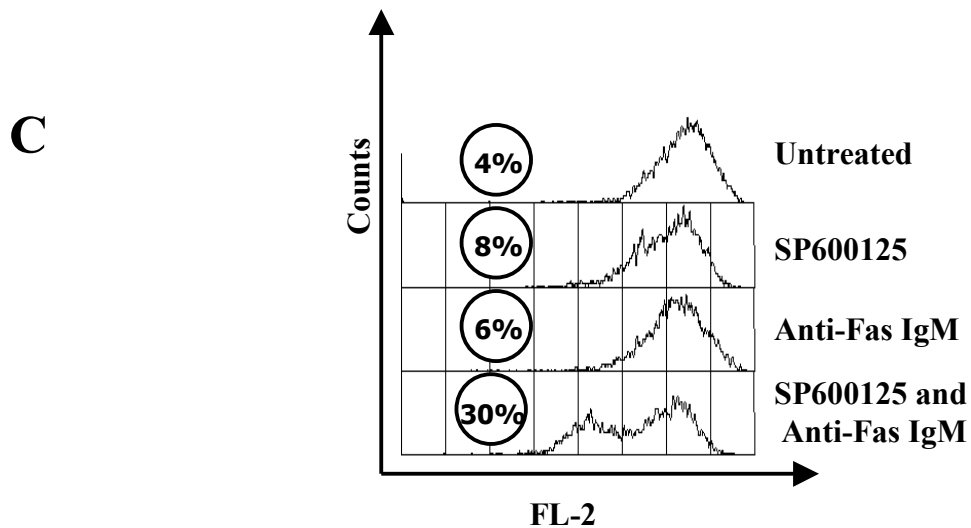 C
Counts
4%
Untreated
8%
SP600125
6%
Anti-Fas IgM
30%
SP600125 and
Anti-Fas IgM
FL-2